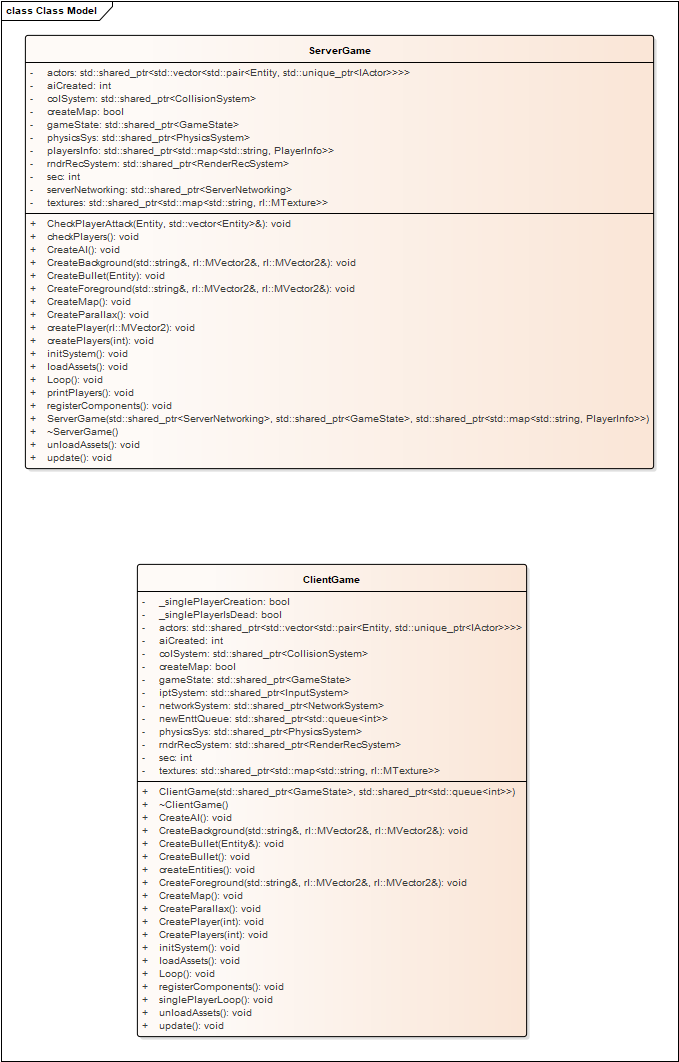 class Class Model
ServerGame
- actors: std::shared_ptr<std::vector<std::pair<Entity, std::unique_ptr<IActor>>>>
- aiCreated: int
- colSystem: std::shared_ptr<CollisionSystem>
- createMap: bool
- gameState: std::shared_ptr<GameState>
- physicsSys: std::shared_ptr<PhysicsSystem>
- playersInfo: std::shared_ptr<std::map<std::string, PlayerInfo>>
- rndrRecSystem: std::shared_ptr<RenderRecSystem>
- sec: int
- serverNetworking: std::shared_ptr<ServerNetworking>
- textures: std::shared_ptr<std::map<std::string, rl::MTexture>>
+ CheckPlayerAttack(Entity, std::vector<Entity>&): void
+ checkPlayers(): void
+ CreateAI(): void
+ CreateBackground(std::string&, rl::MVector2&, rl::MVector2&): void
+ CreateBullet(Entity): void
+ CreateForeground(std::string&, rl::MVector2&, rl::MVector2&): void
+ CreateMap(): void
+ CreateParallax(): void
+ createPlayer(rl::MVector2): void
+ createPlayers(int): void
+ initSystem(): void
+ loadAssets(): void
+ Loop(): void
+ printPlayers(): void
+ registerComponents(): void
+ ServerGame(std::shared_ptr<ServerNetworking>, std::shared_ptr<GameState>, std::shared_ptr<std::map<std::string, PlayerInfo>>)
+ ~ServerGame()
+ unloadAssets(): void
+ update(): void
ClientGame
- _singlePlayerCreation: bool
- _singlePlayerIsDead: bool
- actors: std::shared_ptr<std::vector<std::pair<Entity, std::unique_ptr<IActor>>>>
- aiCreated: int
- colSystem: std::shared_ptr<CollisionSystem>
- createMap: bool
- gameState: std::shared_ptr<GameState>
- iptSystem: std::shared_ptr<InputSystem>
- networkSystem: std::shared_ptr<NetworkSystem>
- newEnttQueue: std::shared_ptr<std::queue<int>>
- physicsSys: std::shared_ptr<PhysicsSystem>
- rndrRecSystem: std::shared_ptr<RenderRecSystem>
- sec: int
- textures: std::shared_ptr<std::map<std::string, rl::MTexture>>
+ ClientGame(std::shared_ptr<GameState>, std::shared_ptr<std::queue<int>>)
+ ~ClientGame()
+ CreateAI(): void
+ CreateBackground(std::string&, rl::MVector2&, rl::MVector2&): void
+ CreateBullet(Entity&): void
+ CreateBullet(): void
+ createEntities(): void
+ CreateForeground(std::string&, rl::MVector2&, rl::MVector2&): void
+ CreateMap(): void
+ CreateParallax(): void
+ CreatePlayer(int): void
+ CreatePlayers(int): void
+ initSystem(): void
+ loadAssets(): void
+ Loop(): void
+ registerComponents(): void
+ singlePlayerLoop(): void
+ unloadAssets(): void
+ update(): void